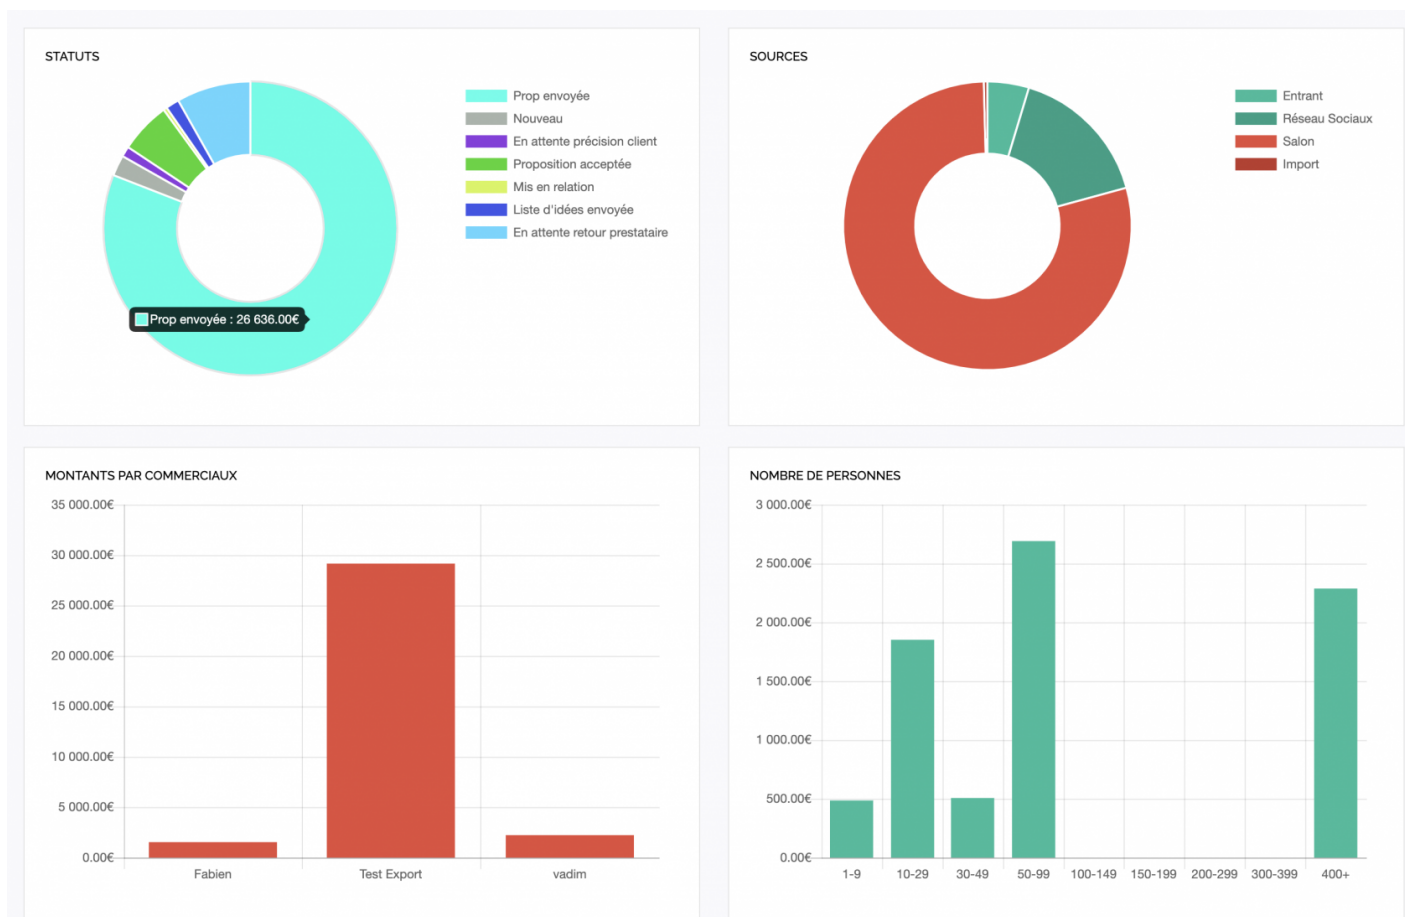 STATUTS
Prop envoyée
Nouveau
En attente précision client
Proposition acceptée
Mis en relation
Liste d'idées envoyée
En attente retour prestataire
Prop envoyée : 26 636.00€
SOURCES
Entrant
Réseau Sociaux
Salon
Import
MONTANTS PAR COMMERCIAUX
35 000.00€
30 000.00€
25 000.00€
20 000.00€
15 000.00€
10 000.00€
5 000.00€
0.00€
Fabien Test Export vadim
NOMBRE DE PERSONNES
3 000.00€
2 500.00€
2 000.00€
1 500.00€
1 000.00€
500.00€
0.00€
1-9 10-29 30-49 50-99 100-149 150-199 200-299 300-399 400+